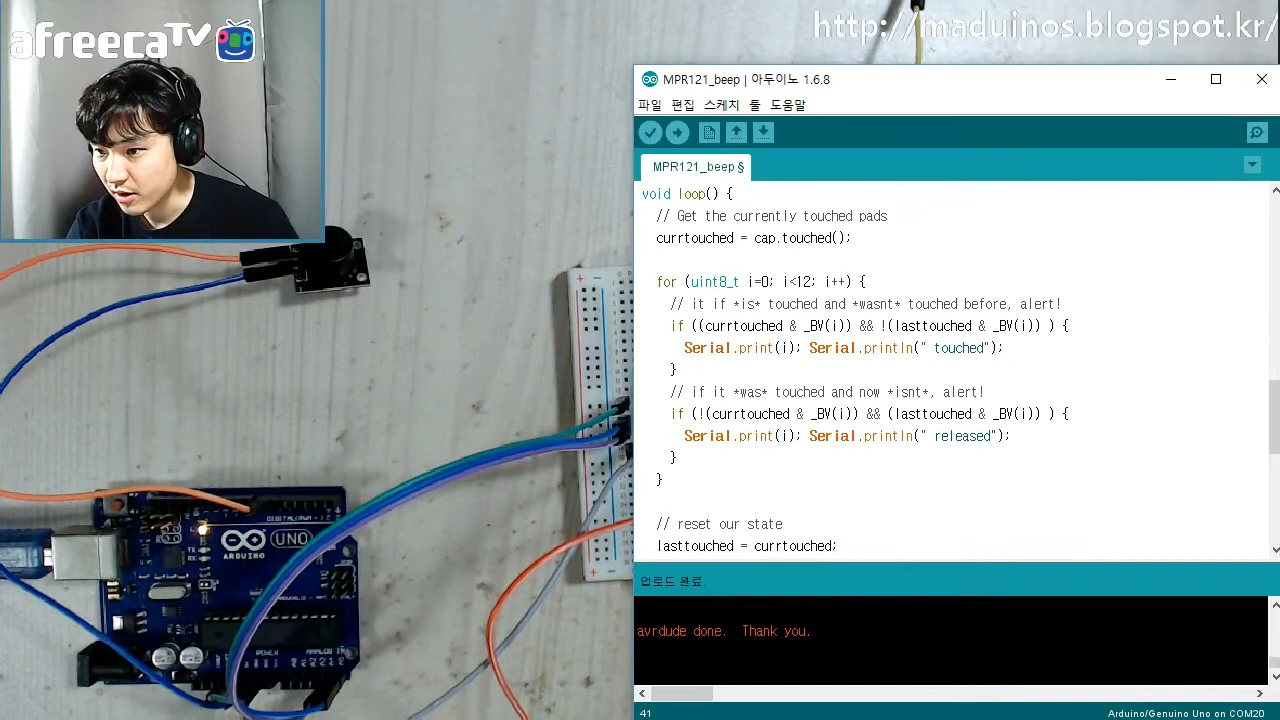 afreecaTV
http://maduinos.blogspot.kr/
MPR121_beep | 아두이노 1.6.8
파일 편집 스케치 툴 도움말
MPR121_beep §
void loop() {
// Get the currently touched pads
currtouched = cap.touched();
for (uint8_t i=0; i<12; i++) {
// it if *is* touched and *wasnt* touched before, alert!
if ((currtouched & _BV(i)) && !(lasttouched & _BV(i)) ) {
Serial.print(i); Serial.println(" touched");
}
// if it *was* touched and now *isnt*, alert!
if (!(currtouched & _BV(i)) && (lasttouched & _BV(i)) ) {
Serial.print(i); Serial.println(" released");
}
}
// reset our state
lasttouched = currtouched;
업로드 완료.
avrdude done.  Thank you.
41
Arduino/Genuino Uno on COM20
UNO
ARDUINO
POWER
ANALOG IN